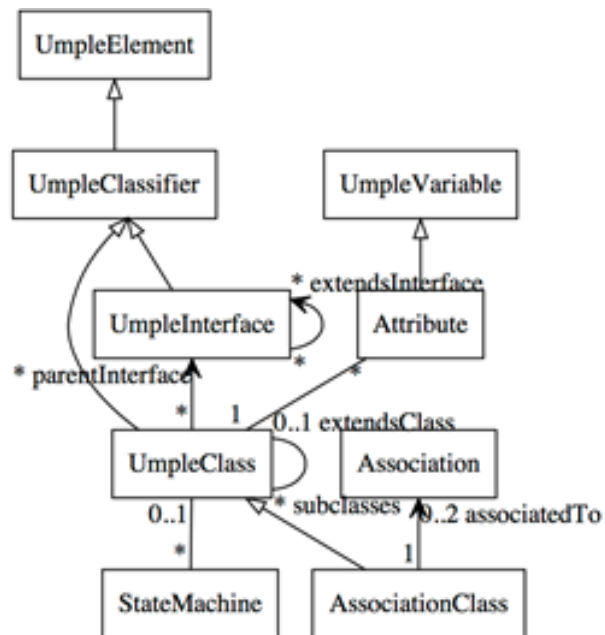 UmpleElement
UmpleClassifier
UmpleVariable
* extendsInterface
UmpleInterface
Attribute
*
*
* parentInterface
*
1
0..1 extendsClass
UmpleClass
Association
* subclasses
0..1
0..2 associatedTo
*
1
StateMachine
AssociationClass